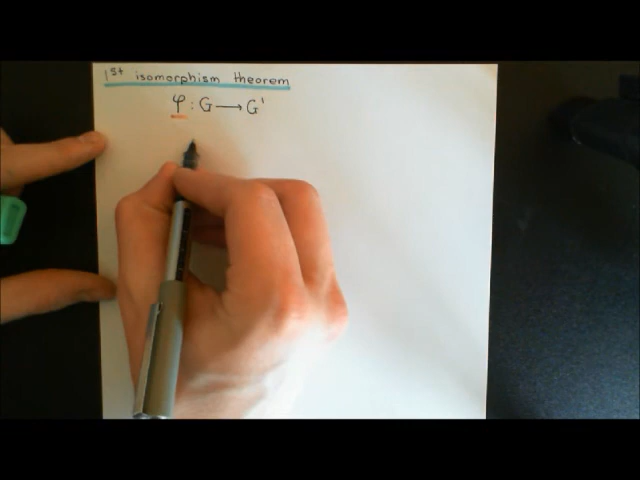 1st isomorphism theorem
φ : G ⟶ G'